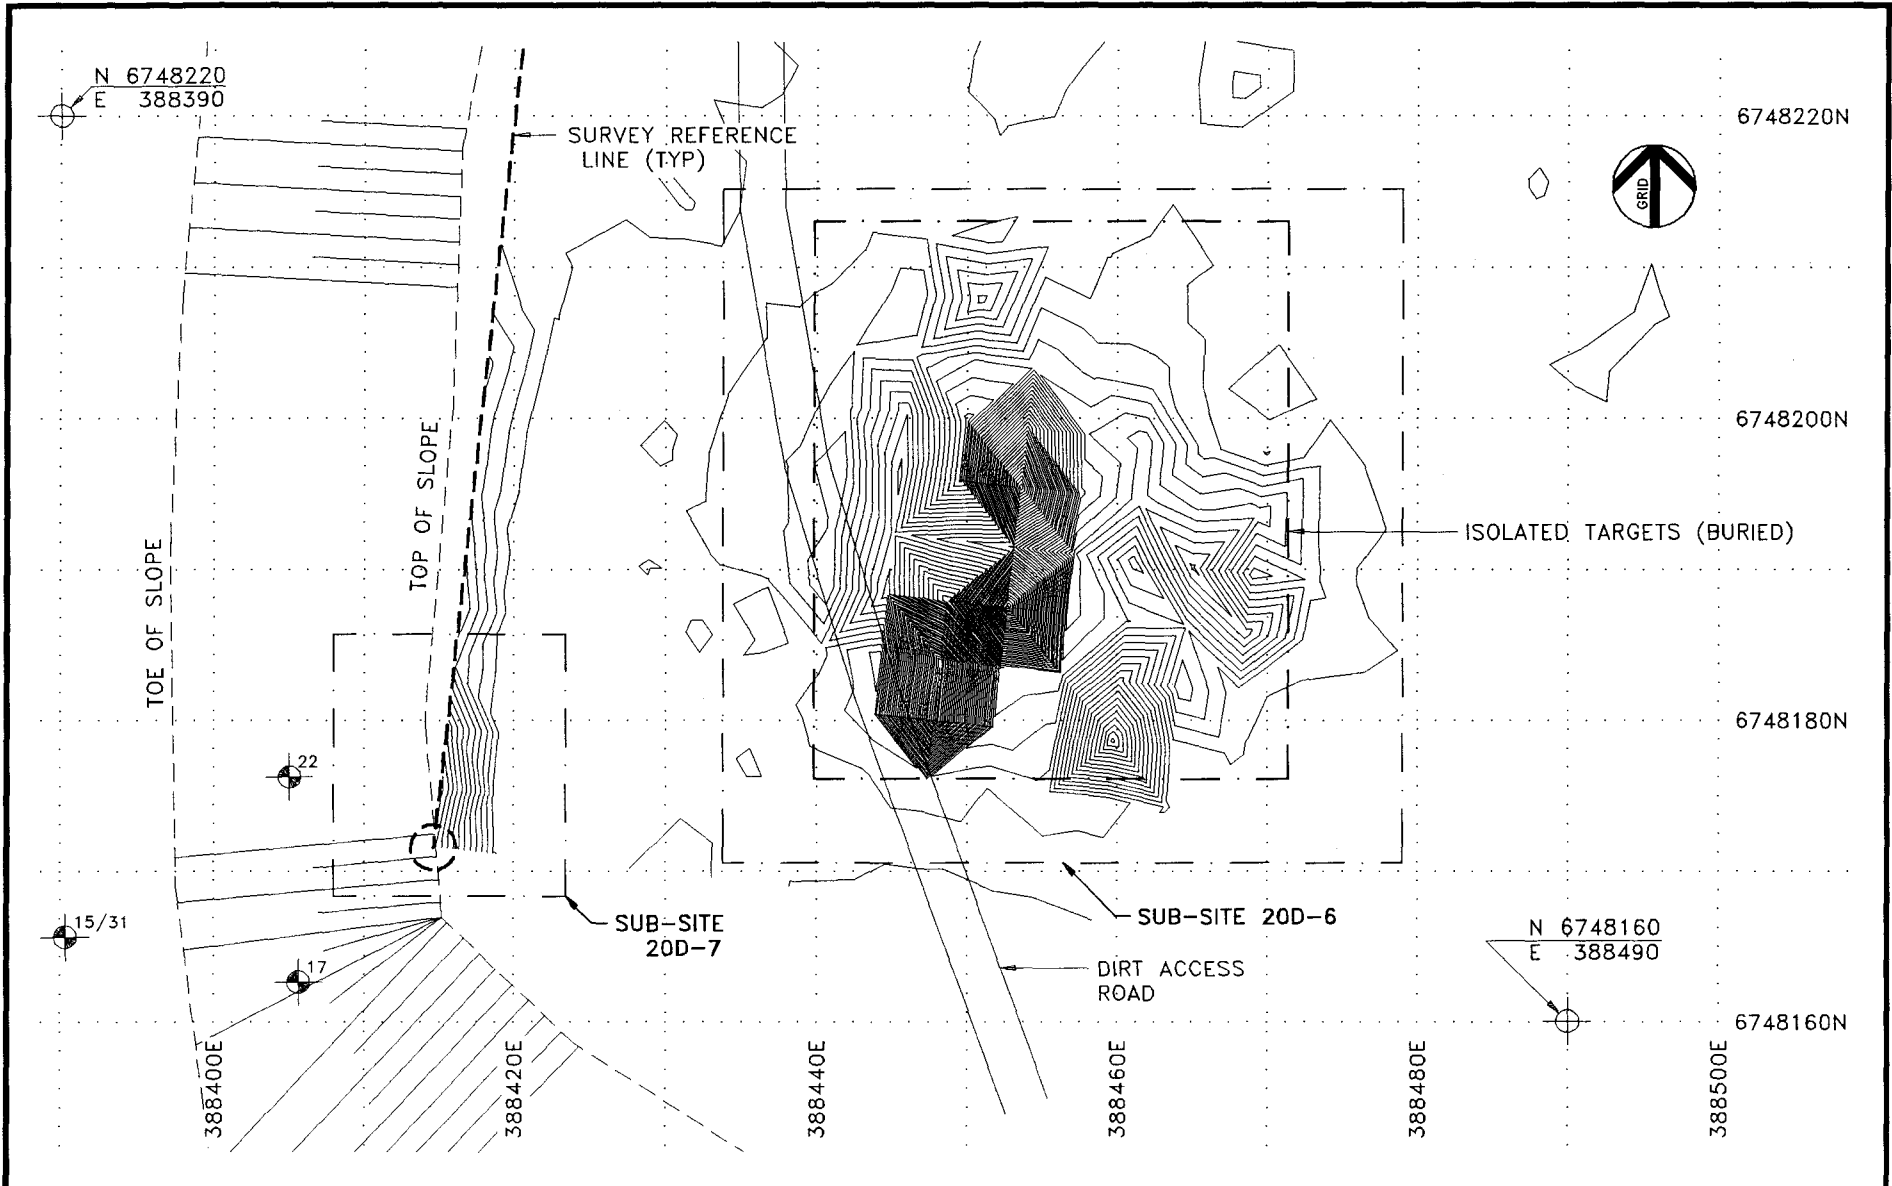 N 6748220
E 388390
SURVEY REFERENCE
LINE (TYP)
6748220N
GRID
6748200N
TOP OF SLOPE
TOE OF SLOPE
ISOLATED TARGETS (BURIED)
6748180N
22
15/31
17
SUB-SITE
20D-7
SUB-SITE 20D-6
DIRT ACCESS
ROAD
N 6748160
E 388490
6748160N
388400E
388420E
388440E
388460E
388480E
388500E